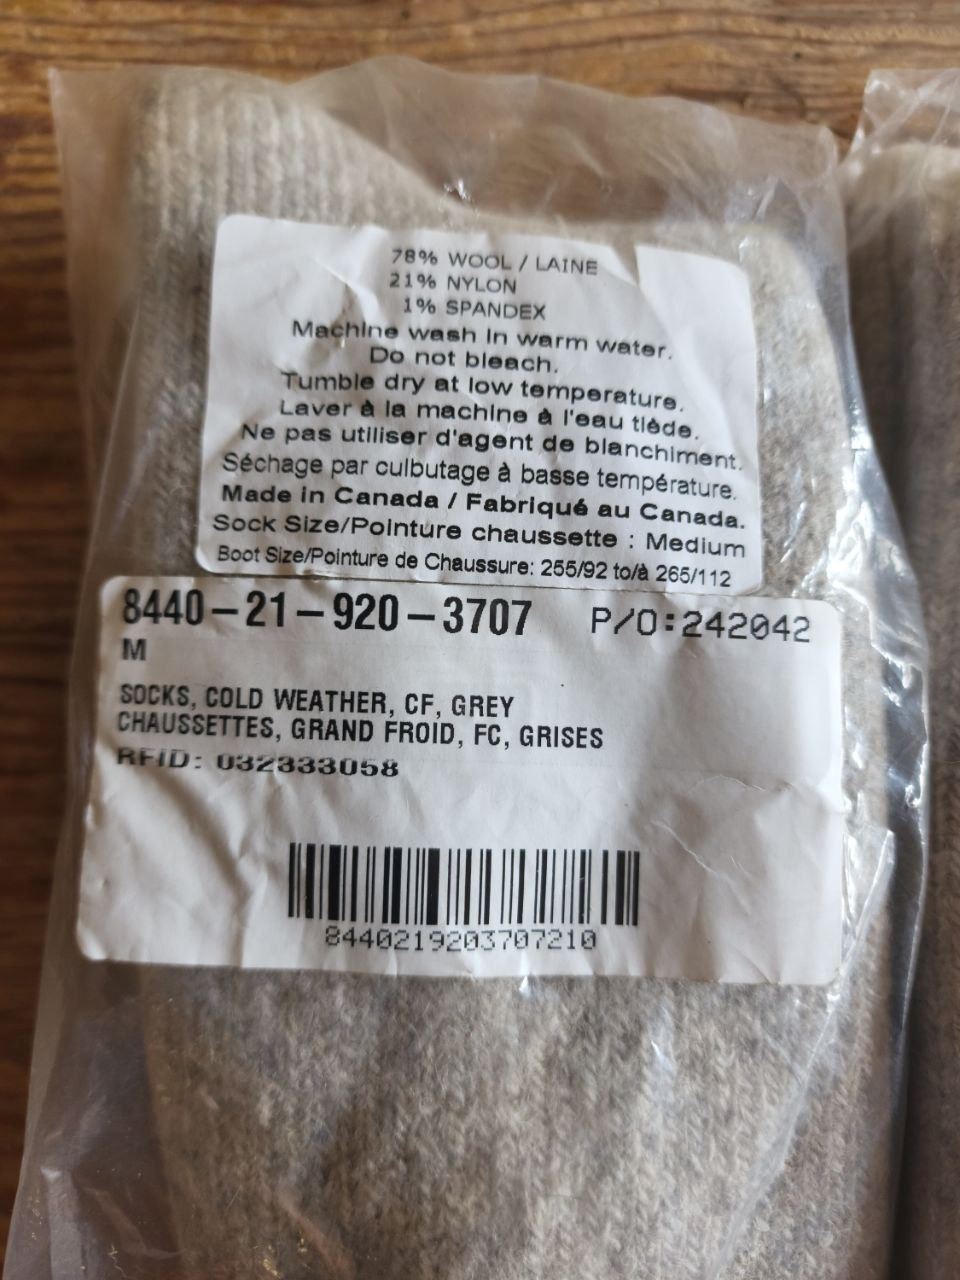 78% WOOL / LAINE
21% NYLON
1% SPANDEX
Machine wash in warm water.
Do not bleach.
Tumble dry at low temperature.
Laver à la machine à l'eau tiède.
Ne pas utiliser d'agent de blanchiment.
Séchage par culbutage à basse température.
Made in Canada / Fabriqué au Canada.
Sock Size/Pointure chaussette : Medium
Boot Size/Pointure de Chaussure: 255/92 to/à 265/112
8440-21-920-3707 P/O:242042
M
SOCKS, COLD WEATHER, CF, GREY
CHAUSSETTES, GRAND FROID, FC, GRISES
RFID: 032333058
8440219203707210